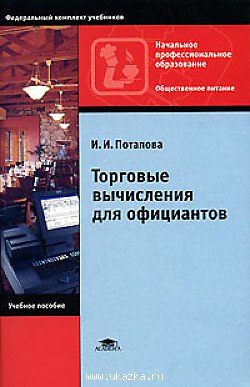 Федеральный комплект учебников
Начальное
профессиональное
образование
Общественное питание
И. И. Потапова
Торговые
вычисления
для официантов
Учебное пособие
ACADEMA
www.ukazka.ru